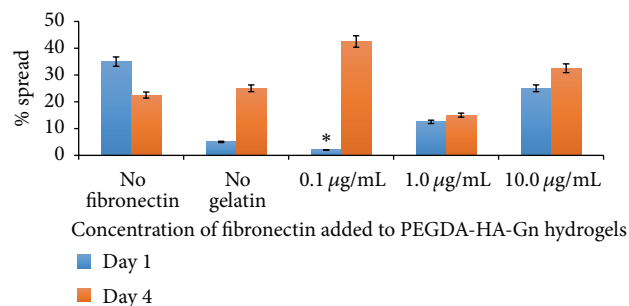 50
40
30
20
10
0
% spread
*
No fibronectin
No gelatin
0.1 μg/mL
1.0 μg/mL
10.0 μg/mL
Concentration of fibronectin added to PEGDA-HA-Gn hydrogels
Day 1
Day 4